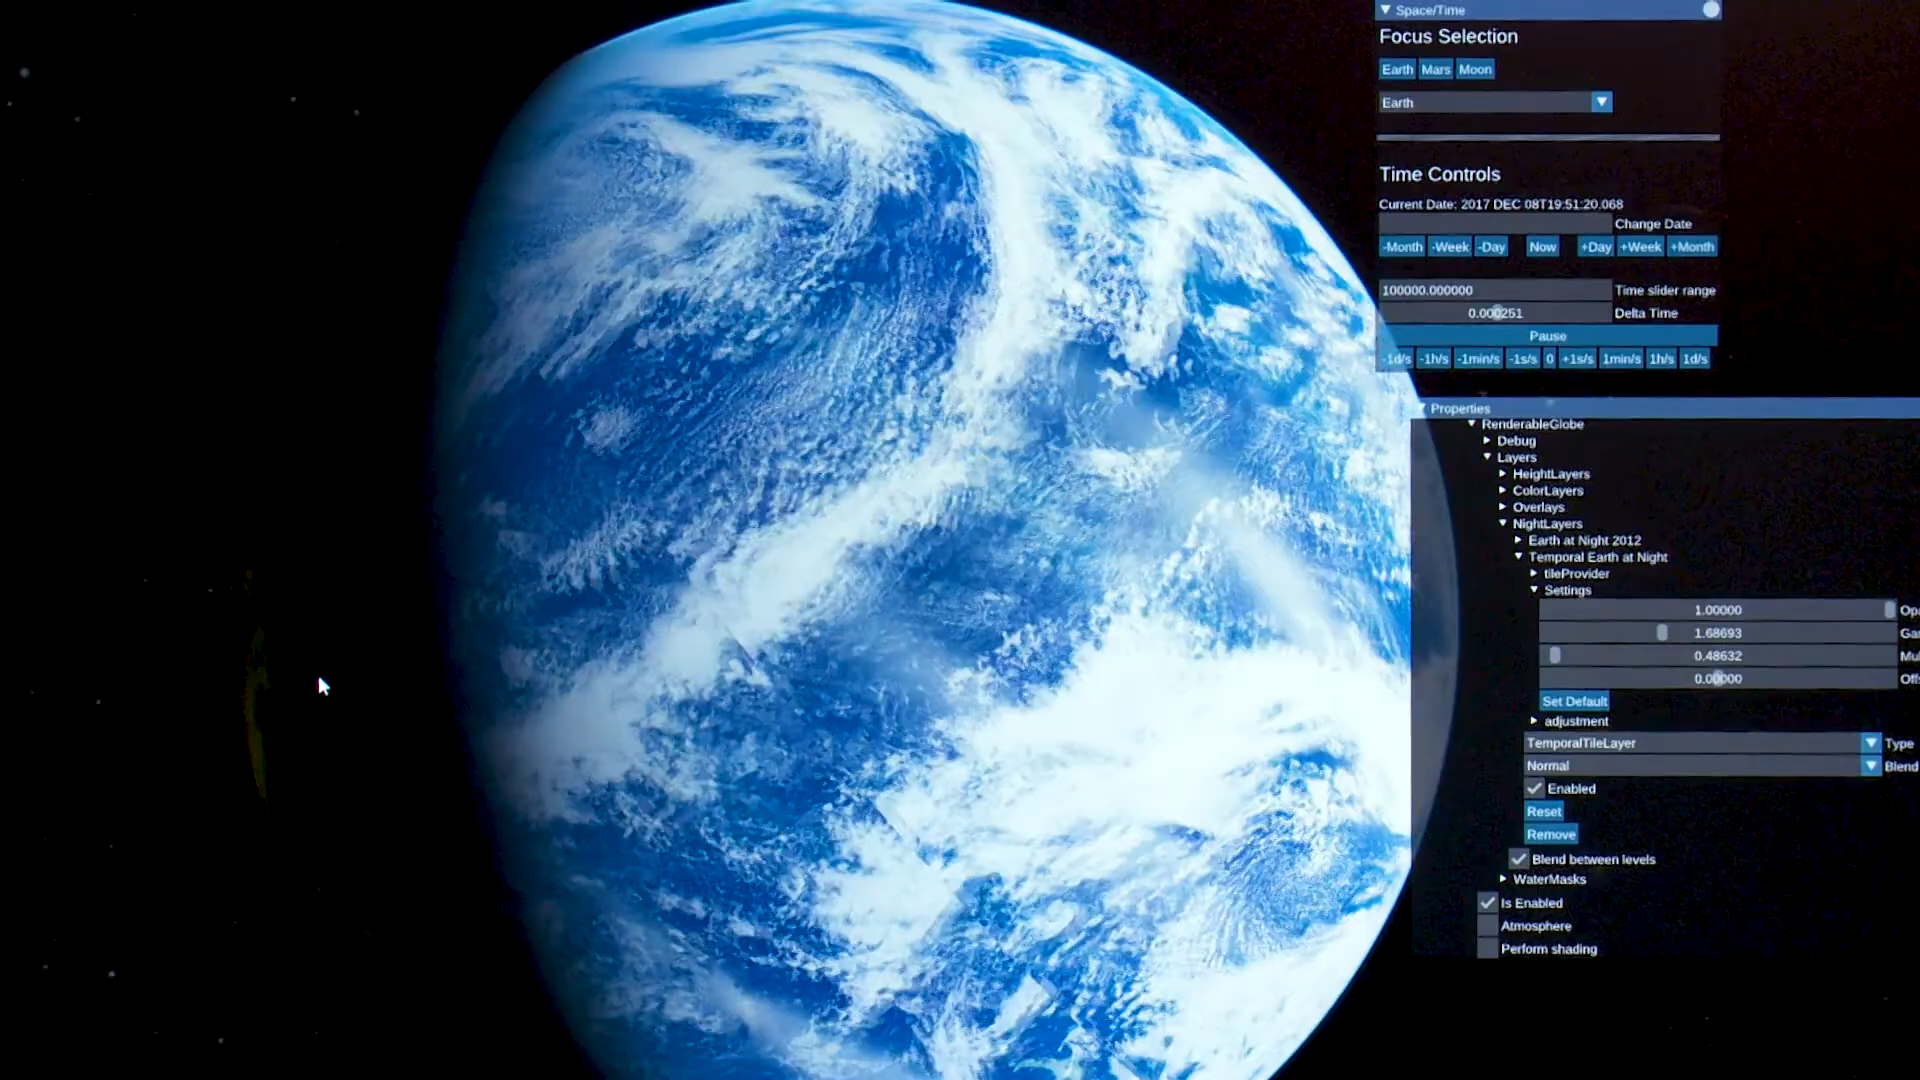 Space/Time
Focus Selection
Earth Mars Moon
Earth
Time Controls
Current Date: 2017 DEC 08T19:51:20.068
Change Date
-Month -Week -Day Now +Day +Week +Month
100000.000000 Time slider range
0.000251 Delta Time
Pause
-1d/s -1h/s -1min/s -1s/s 0 +1s/s 1min/s 1h/s 1d/s
Properties
RenderableGlobe
Debug
Layers
HeightLayers
ColorLayers
Overlays
NightLayers
Earth at Night 2012
Temporal Earth at Night
tileProvider
Settings
1.00000
1.68693
0.48632
0.00000
Set Default
adjustment
TemporalTileLayer Type
Normal Blend
Enabled
Reset
Remove
Blend between levels
WaterMasks
Is Enabled
Atmosphere
Perform shading